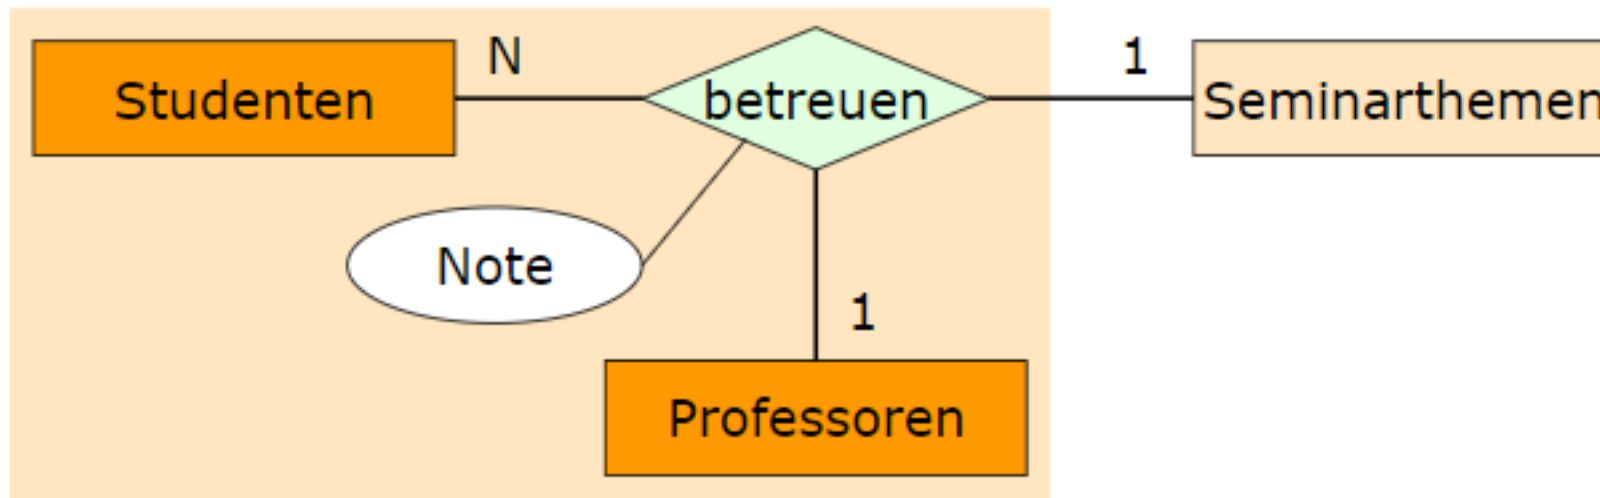 N
1
Studenten
betreuen
Seminarthemen
Note
1
Professoren